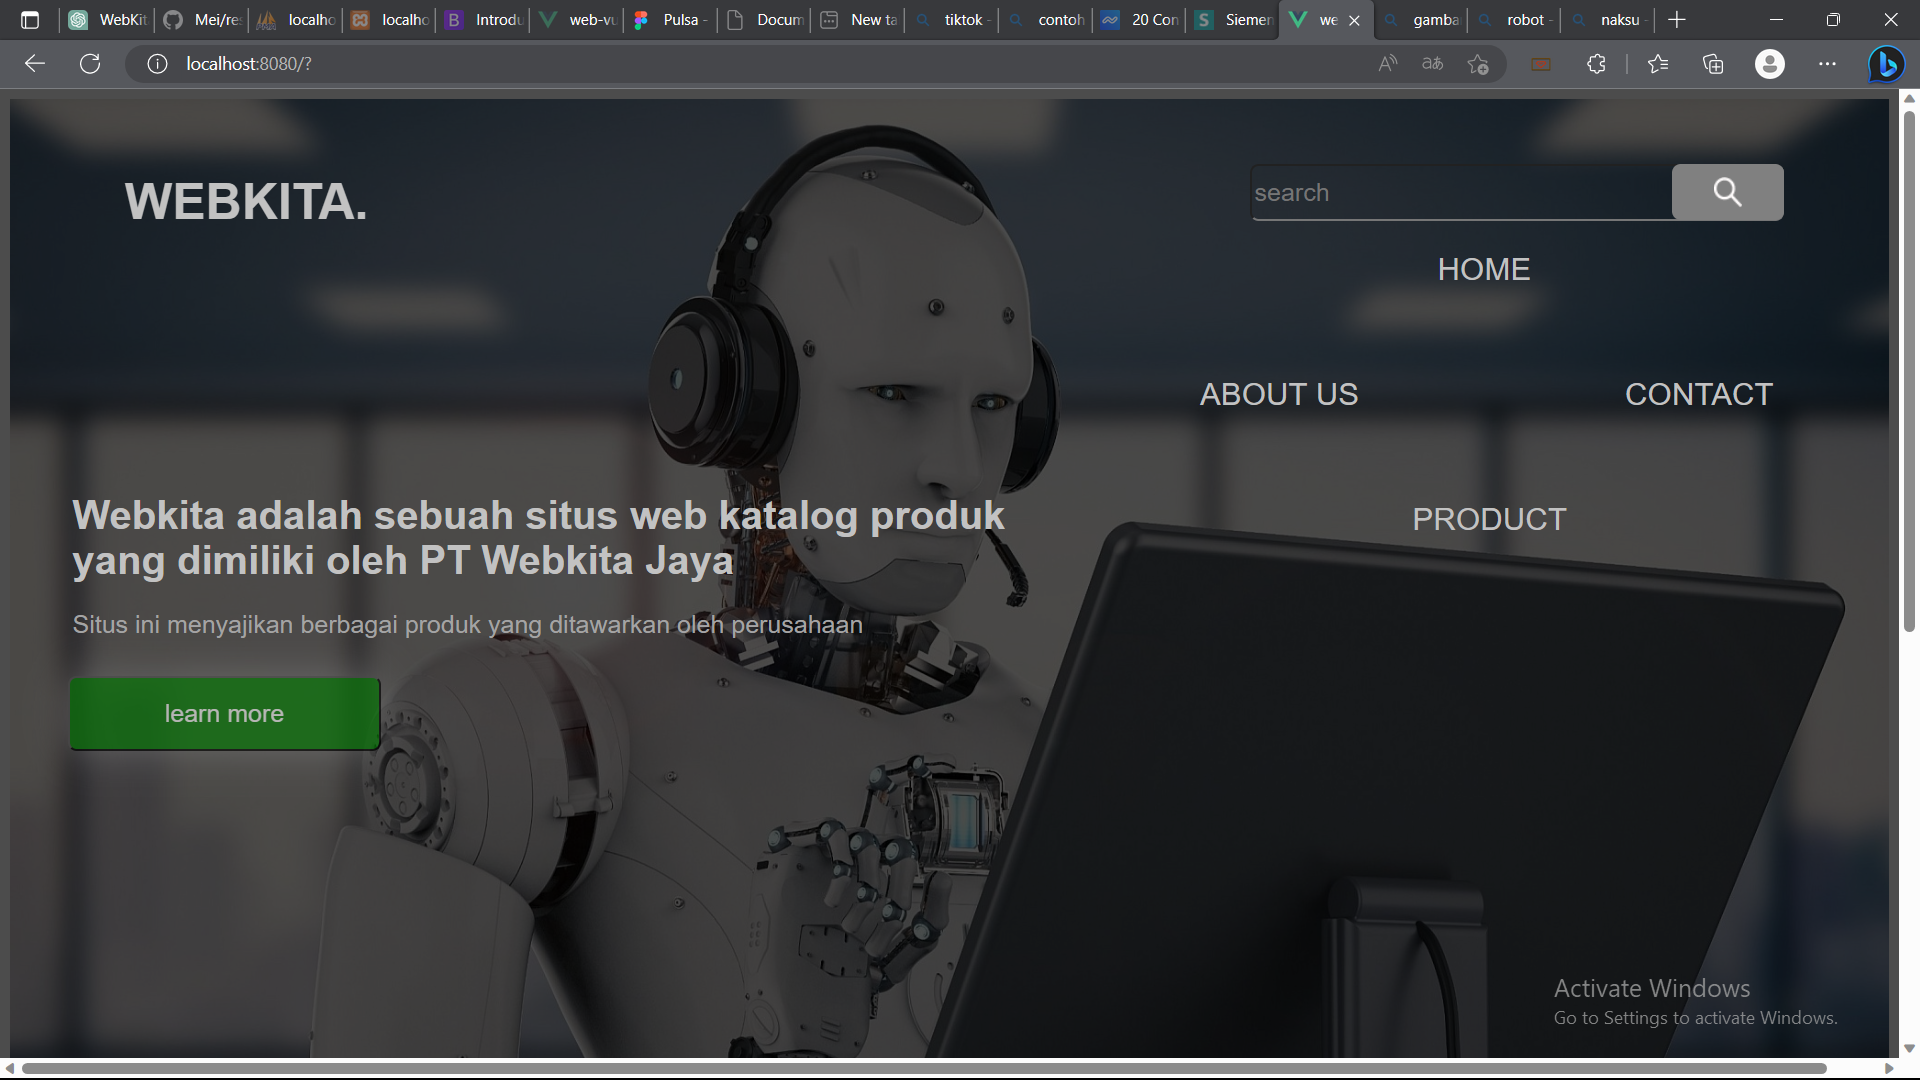 WebKit
Mei/res
localho
localho
Introdu
web-vu
Pulsa -
Docum
New ta
tiktok -
contoh
20 Con
Siemen
we
gamba
robot -
naksu -
localhost:8080/?
WEBKITA.
search
HOME
ABOUT US
CONTACT
PRODUCT
Webkita adalah sebuah situs web katalog produk
yang dimiliki oleh PT Webkita Jaya
Situs ini menyajikan berbagai produk yang ditawarkan oleh perusahaan
learn more
Activate Windows
Go to Settings to activate Windows.